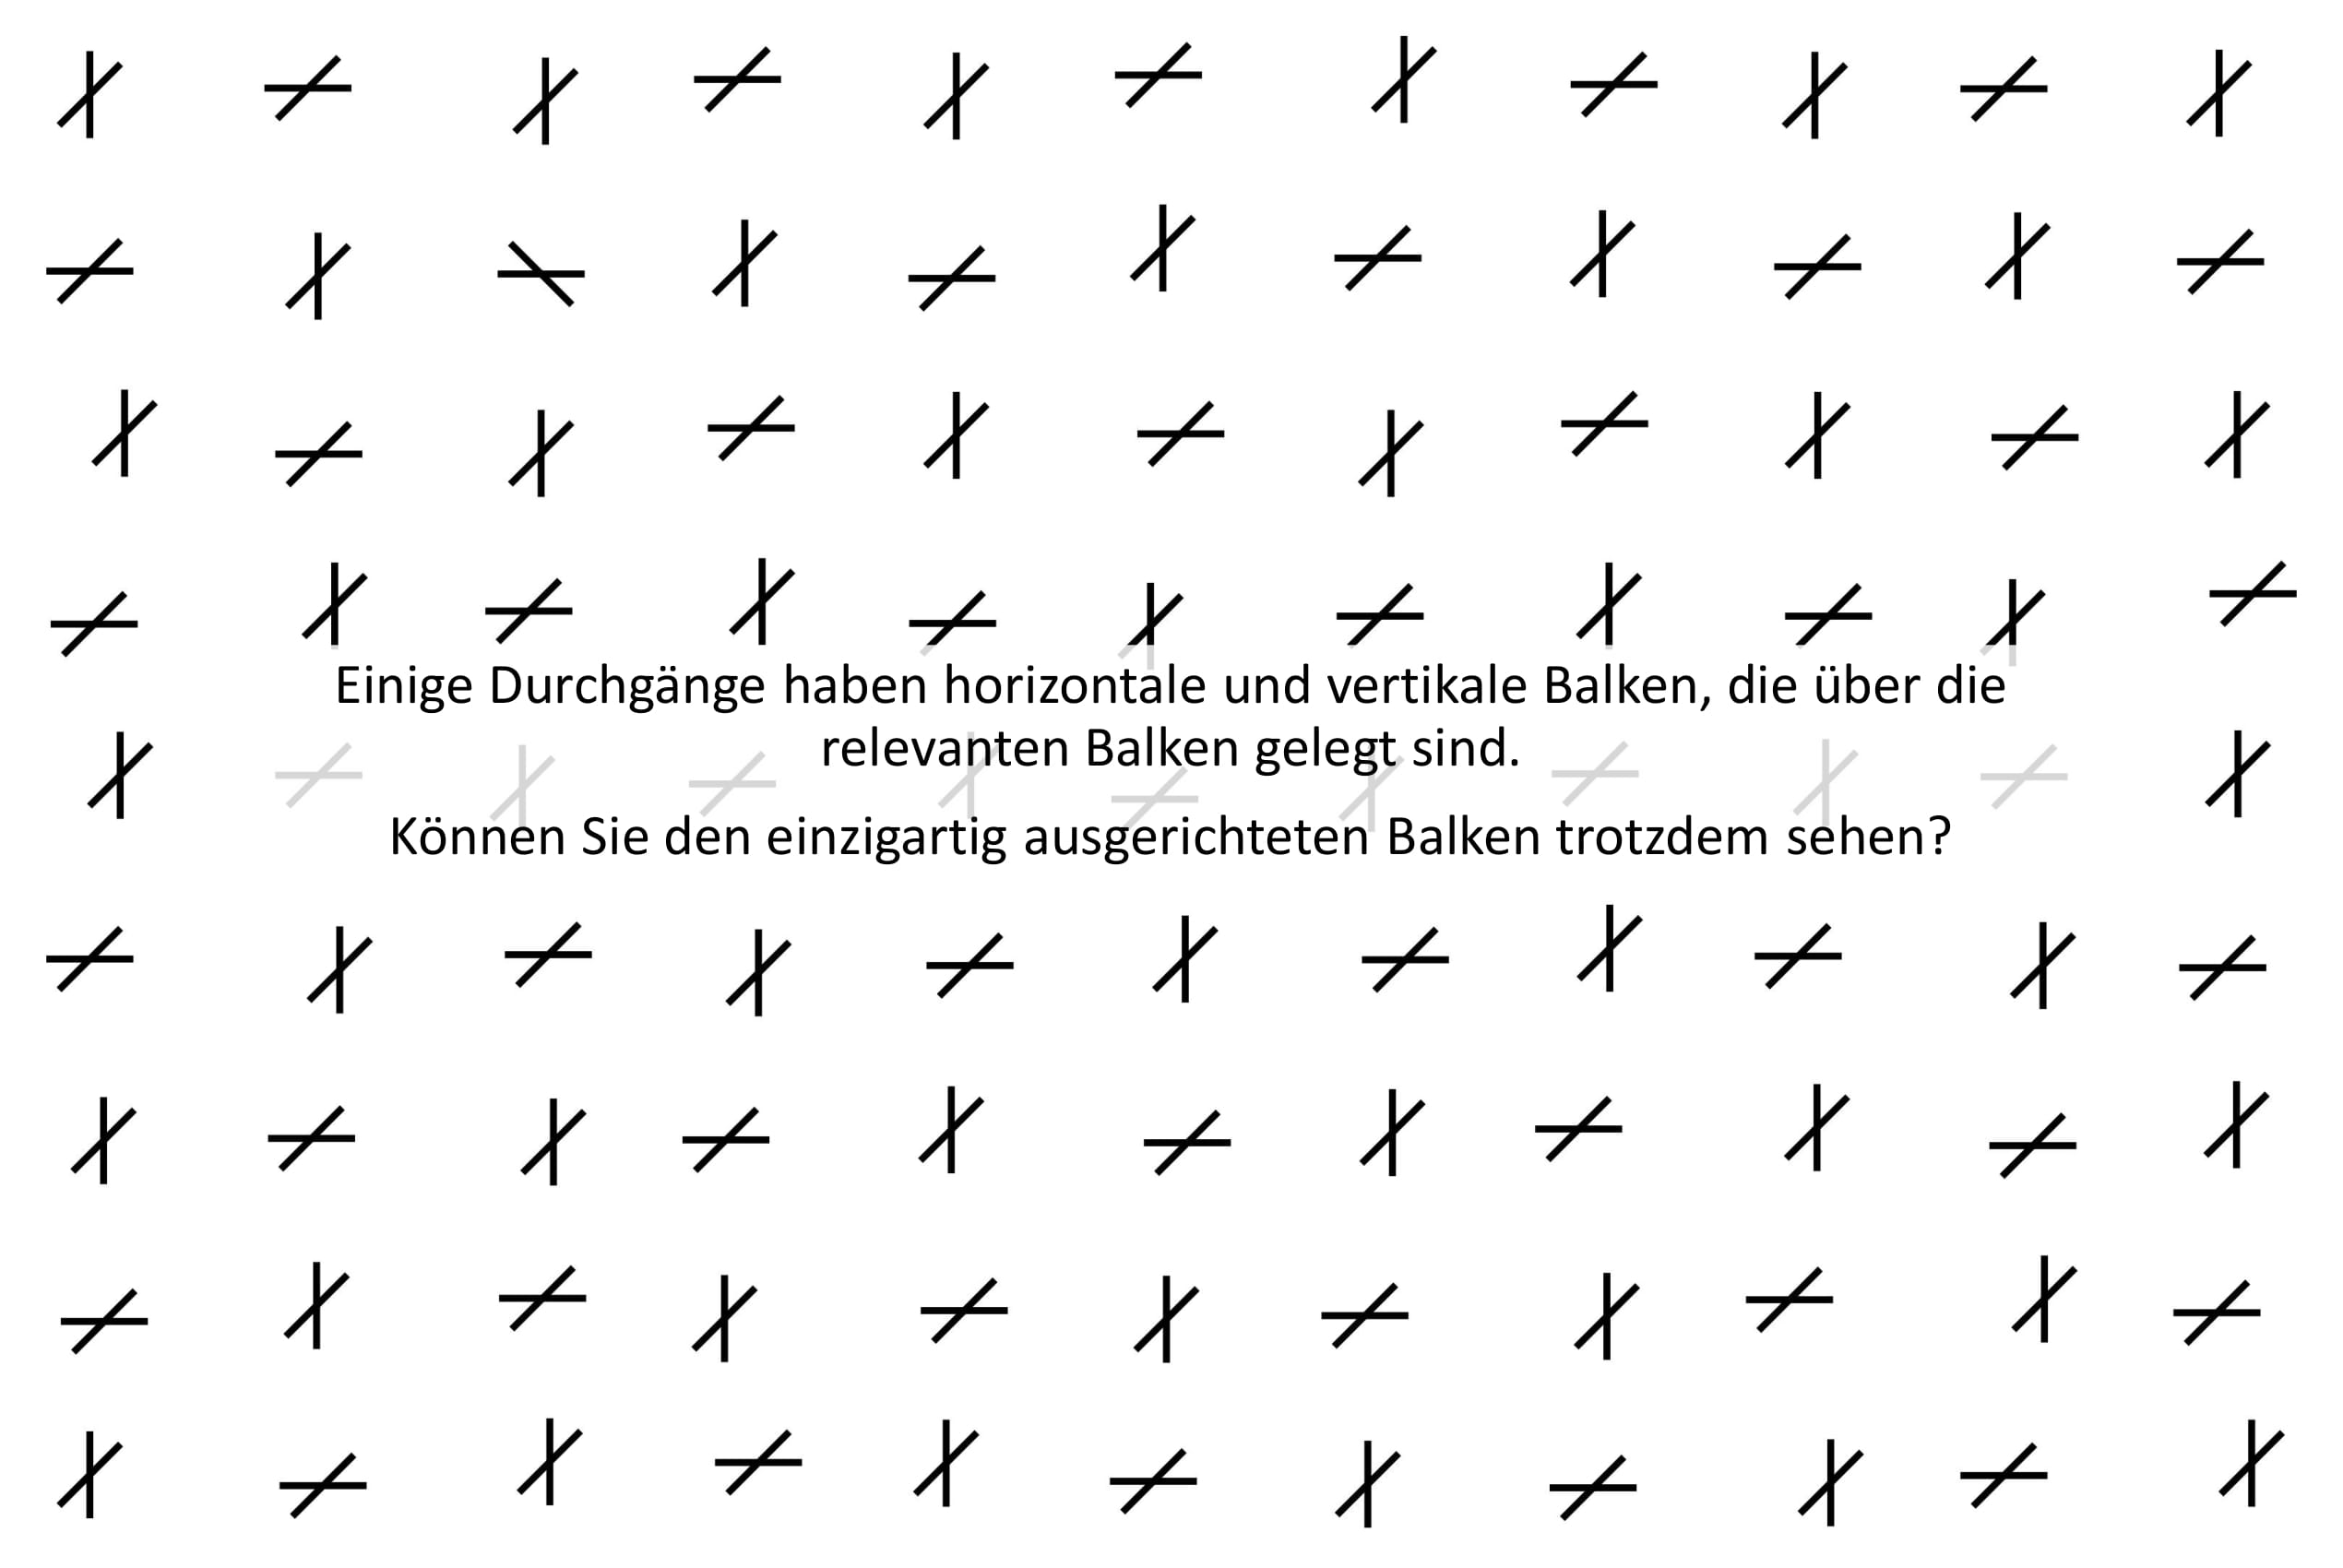 Einige Durchgänge haben horizontale und vertikale Balken, die über die
relevanten Balken gelegt sind.
Können Sie den einzigartig ausgerichteten Balken trotzdem sehen?